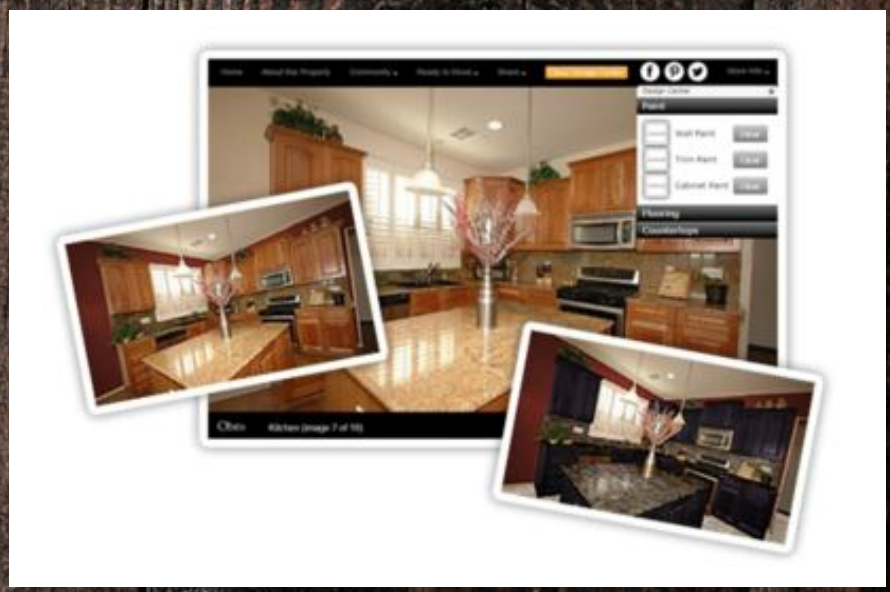 Home About the Property Community Ready to Move Share More Info
Design Center
Paint
Wall Paint Clear
Trim Paint Clear
Cabinet Paint Clear
Flooring
Countertops
Obeo Kitchen (image 7 of 10)